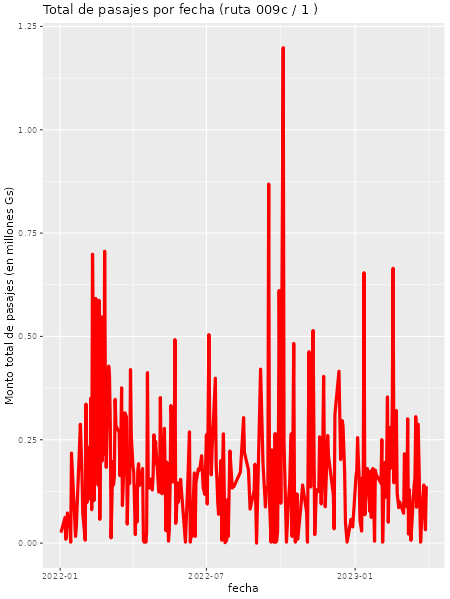 Total de pasajes por fecha (ruta 009c / 1 )
Monto total de pasajes (en millones Gs)
1.25
1.00
0.75
0.50
0.25
0.00
2022-01 2022-07 2023-01
fecha